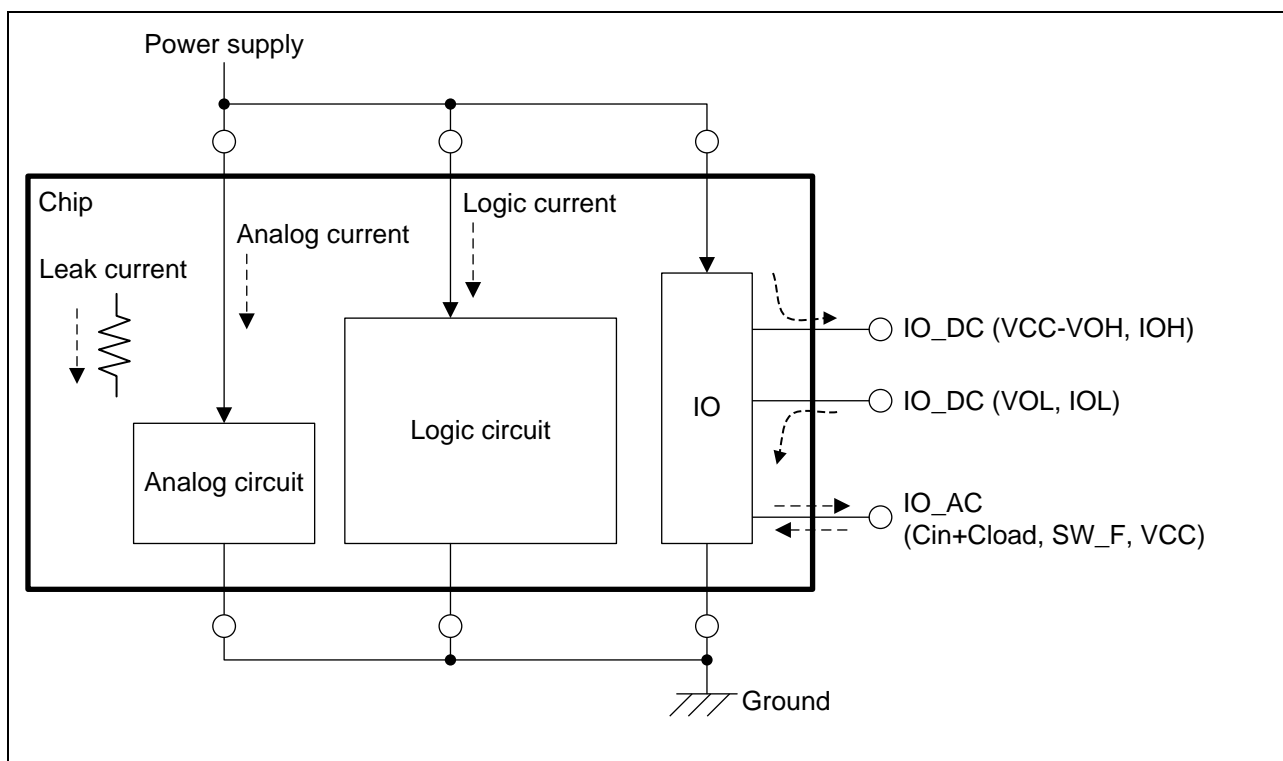 Power supply
Chip
Logic current
Analog current
Leak current
IO_DC (VCC-VOH, IOH)
IO_DC (VOL, IOL)
IO
Logic circuit
Analog circuit
IO_AC
(Cin+Cload, SW_F, VCC)
Ground